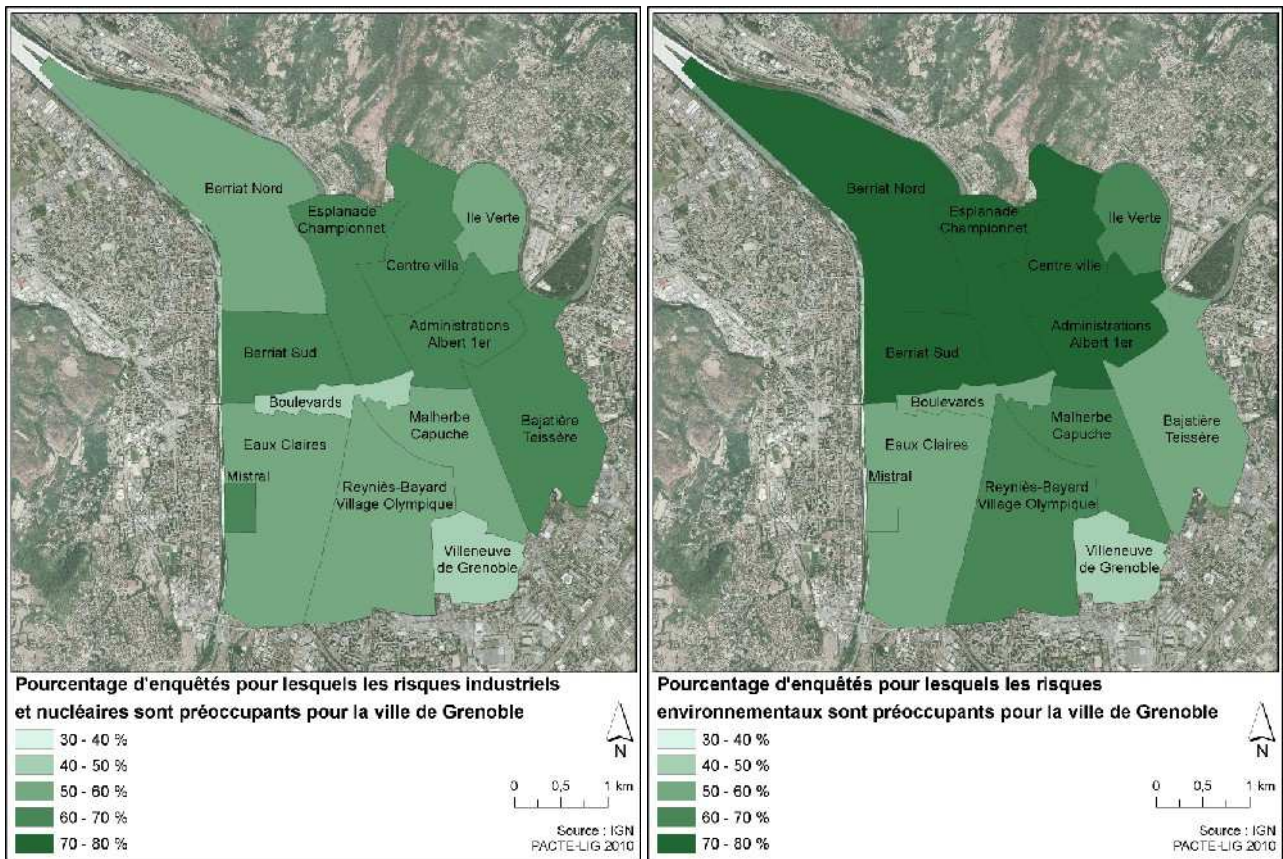 Berriat Nord
Esplanade
Championnet
Ile Verte
Centre ville
Administrations
Albert 1er
Berriat Sud
Boulevards
Malherbe
Capuche
Bajatière
Teissère
Eaux Claires
Mistral
Reyniès-Bayard
Village Olympique
Villeneuve
de Grenoble
Pourcentage d'enquêtés pour lesquels les risques industriels
et nucléaires sont préoccupants pour la ville de Grenoble
30 - 40 %
40 - 50 %
50 - 60 %
60 - 70 %
70 - 80 %
N
0 0,5 1 km
Source : IGN
PACTE-LIG 2010
Berriat Nord
Esplanade
Championnet
Ile Verte
Centre ville
Administrations
Albert 1er
Berriat Sud
Boulevards
Malherbe
Capuche
Bajatière
Teissère
Eaux Claires
Mistral
Reyniès-Bayard
Village Olympique
Villeneuve
de Grenoble
Pourcentage d'enquêtés pour lesquels les risques
environnementaux sont préoccupants pour la ville de Grenoble
30 - 40 %
40 - 50 %
50 - 60 %
60 - 70 %
70 - 80 %
N
0 0,5 1 km
Source : IGN
PACTE-LIG 2010